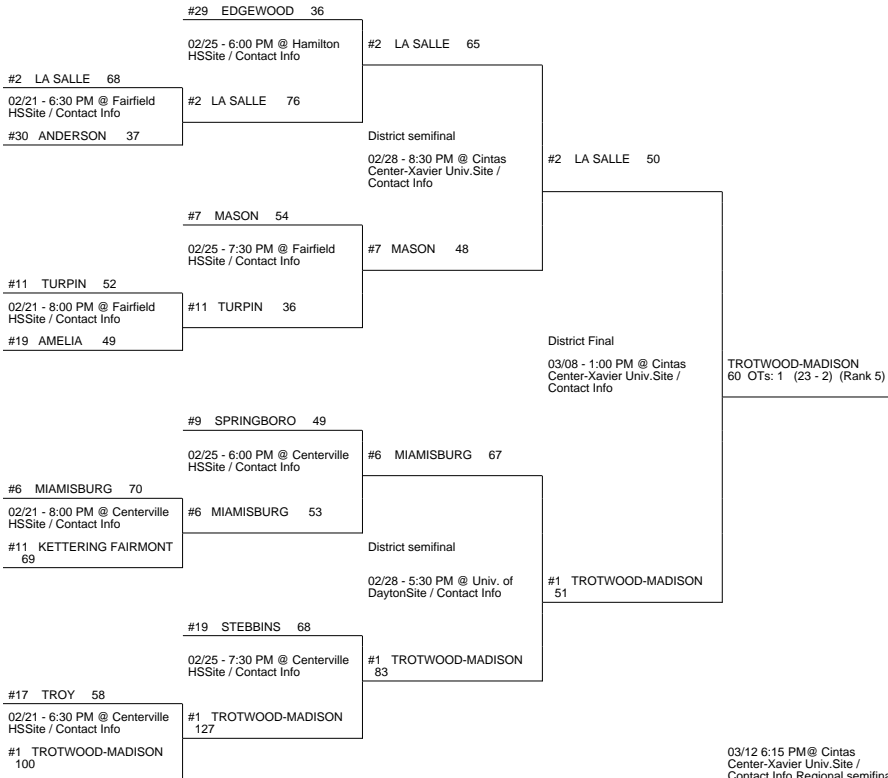 #29 EDGEWOOD 36
02/25 - 6:00 PM @ Hamilton
HSSite / Contact Info
#2 LA SALLE 65
#2 LA SALLE 68
02/21 - 6:30 PM @ Fairfield
HSSite / Contact Info
#2 LA SALLE 76
#30 ANDERSON 37
District semifinal
02/28 - 8:30 PM @ Cintas
Center-Xavier Univ.Site /
Contact Info
#2 LA SALLE 50
#7 MASON 54
02/25 - 7:30 PM @ Fairfield
HSSite / Contact Info
#7 MASON 48
#11 TURPIN 52
02/21 - 8:00 PM @ Fairfield
HSSite / Contact Info
#11 TURPIN 36
#19 AMELIA 49
District Final
03/08 - 1:00 PM @ Cintas
Center-Xavier Univ.Site /
Contact Info
TROTWOOD-MADISON
60 OTs: 1 (23 - 2) (Rank 5)
#9 SPRINGBORO 49
02/25 - 6:00 PM @ Centerville
HSSite / Contact Info
#6 MIAMISBURG 67
#6 MIAMISBURG 70
02/21 - 8:00 PM @ Centerville
HSSite / Contact Info
#6 MIAMISBURG 53
#11 KETTERING FAIRMONT
69
District semifinal
02/28 - 5:30 PM @ Univ. of
DaytonSite / Contact Info
#1 TROTWOOD-MADISON
51
#19 STEBBINS 68
02/25 - 7:30 PM @ Centerville
HSSite / Contact Info
#1 TROTWOOD-MADISON
83
#17 TROY 58
02/21 - 6:30 PM @ Centerville
HSSite / Contact Info
#1 TROTWOOD-MADISON
127
#1 TROTWOOD-MADISON
100
03/12 6:15 PM@ Cintas
Center-Xavier Univ.Site /
Contact Info Regional semifinal